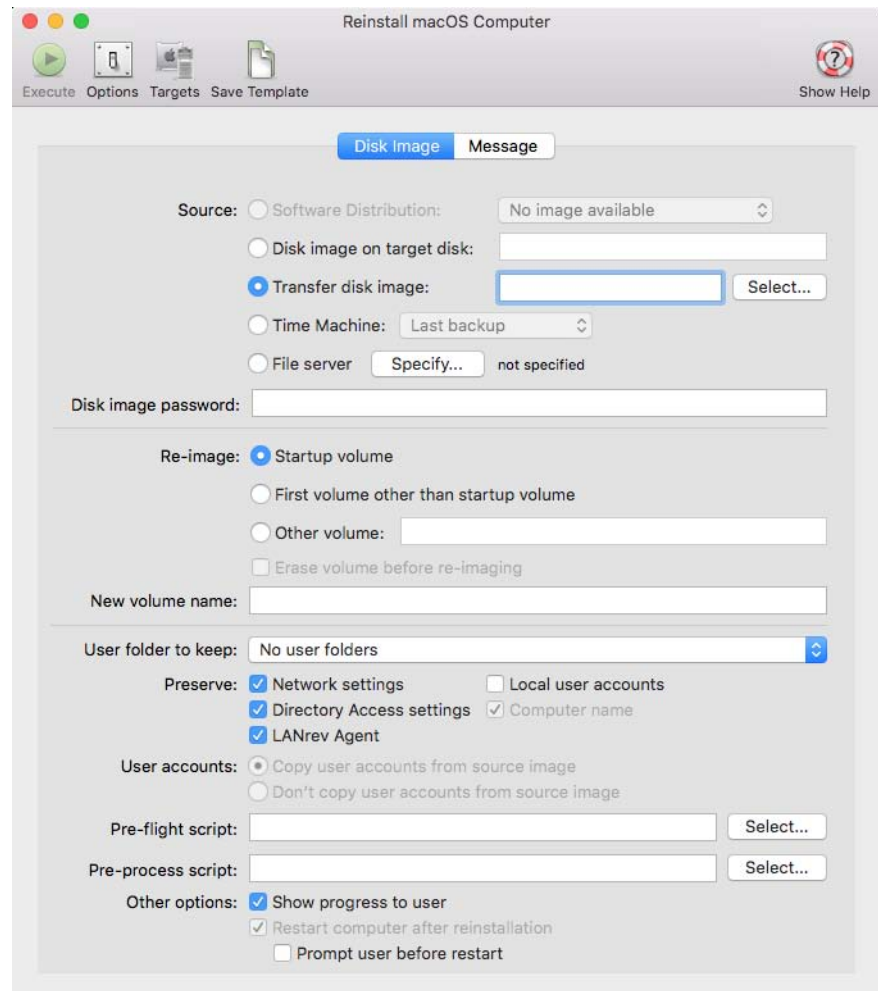 Reinstall macOS Computer
Execute Options Targets Save Template Show Help
Disk Image Message
Source: Software Distribution: No image available
Disk image on target disk:
Transfer disk image: Select...
Time Machine: Last backup
File server Specify... not specified
Disk image password:
Re-image: Startup volume
First volume other than startup volume
Other volume:
Erase volume before re-imaging
New volume name:
User folder to keep: No user folders
Preserve: Network settings Local user accounts
Directory Access settings Computer name
LANrev Agent
User accounts: Copy user accounts from source image
Don't copy user accounts from source image
Pre-flight script: Select...
Pre-process script: Select...
Other options: Show progress to user
Restart computer after reinstallation
Prompt user before restart